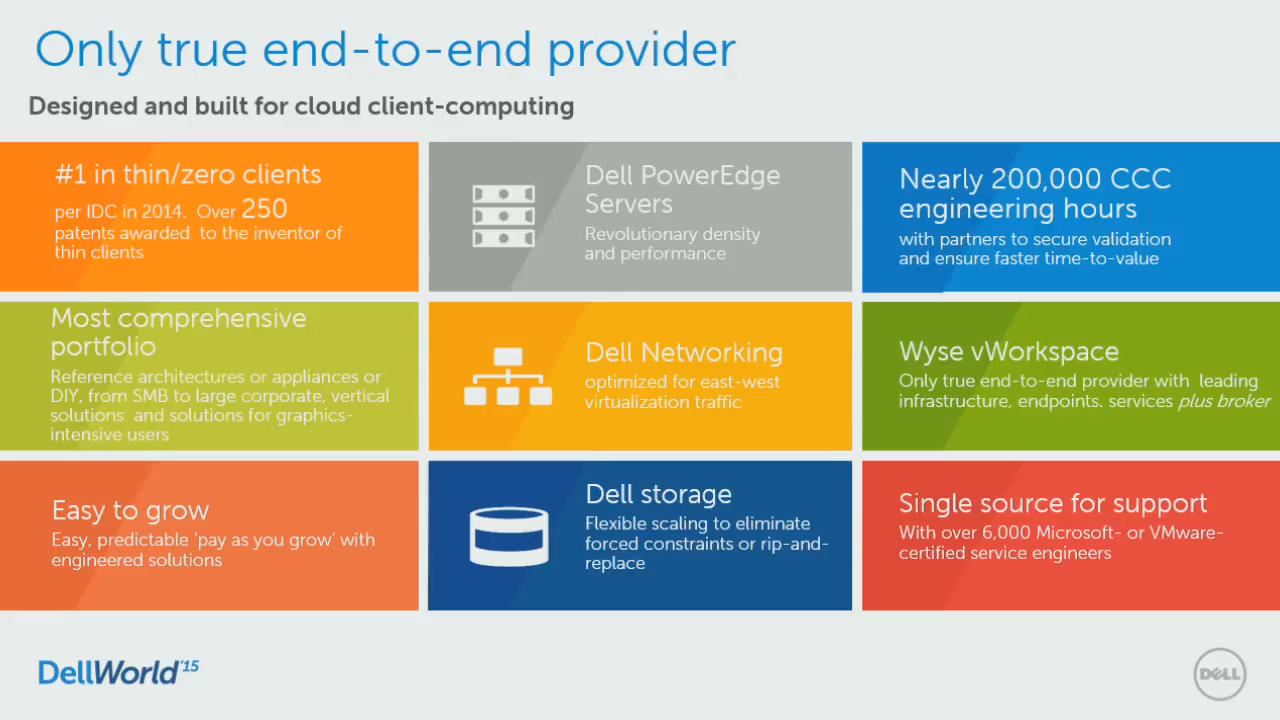 Only true end-to-end provider
Designed and built for cloud client-computing
#1 in thin/zero clients
per IDC in 2014.  Over 250
patents awarded  to the inventor of
thin clients
Dell PowerEdge
Servers
Revolutionary density
and performance
Nearly 200,000 CCC
engineering hours
with partners to secure validation
and ensure faster time-to-value
Most comprehensive
portfolio
Reference architectures or appliances or
DIY, from SMB to large corporate, vertical
solutions  and solutions for graphics-
intensive users
Dell Networking
optimized for east-west
virtualization traffic
Wyse vWorkspace
Only true end-to-end provider with  leading
infrastructure, endpoints. services plus broker
Easy to grow
Easy, predictable ‘pay as you grow’ with
engineered solutions
Dell storage
Flexible scaling to eliminate
forced constraints or rip-and-
replace
Single source for support
With over 6,000 Microsoft- or VMware-
certified service engineers
DellWorld'15
DELL